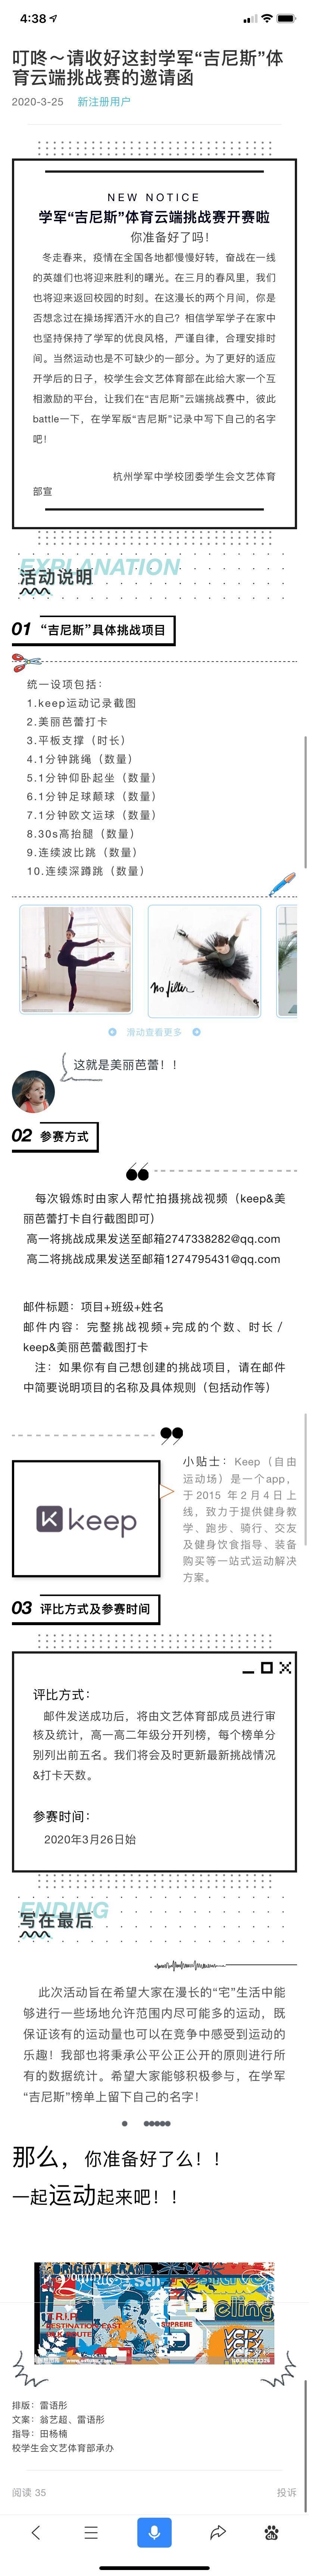 4:38
叮咚～请收好这封学军“吉尼斯”体
育云端挑战赛的邀请函
2020-3-25 新注册用户
NEW NOTICE
学军“吉尼斯”体育云端挑战赛开赛啦
你准备好了吗！
冬走春来，疫情在全国各地都慢慢好转，奋战在一线
的英雄们也将迎来胜利的曙光。在三月的春风里，我们
也将迎来返回校园的时刻。在这漫长的两个月间，你是
否想念过在操场挥洒汗水的自己？相信学军学子在家中
也坚持保持了学军的优良风格，严谨自律，合理安排时
间。当然运动也是不可缺少的一部分。为了更好的适应
开学后的日子，校学生会文艺体育部在此给大家一个互
相激励的平台，让我们在“吉尼斯”云端挑战赛中，彼此
battle一下，在学军版“吉尼斯”记录中写下自己的名字
吧！
杭州学军中学校团委学生会文艺体育
部宣
EXPLANATION
活动说明
01 “吉尼斯”具体挑战项目
统一设项包括：
1.keep运动记录截图
2.美丽芭蕾打卡
3.平板支撑（时长）
4.1分钟跳绳（数量）
5.1分钟仰卧起坐（数量）
6.1分钟足球颠球（数量）
7.1分钟欧文运球（数量）
8.30s高抬腿（数量）
9.连续波比跳（数量）
10.连续深蹲跳（数量）
No filter
滑动查看更多
这就是美丽芭蕾！！
02 参赛方式
每次锻炼时由家人帮忙拍摄挑战视频（keep&美
丽芭蕾打卡自行截图即可）
高一将挑战成果发送至邮箱2747338282@qq.com
高二将挑战成果发送至邮箱1274795431@qq.com
邮件标题：项目+班级+姓名
邮件内容：完整挑战视频+完成的个数、时长／
keep&美丽芭蕾截图打卡
注：如果你有自己想创建的挑战项目，请在邮件
中简要说明项目的名称及具体规则（包括动作等）
keep
小贴士：Keep（自由
运动场）是一个app，
于2015 年2月4日上
线，致力于提供健身教
学、跑步、骑行、交友
及健身饮食指导、装备
购买等一站式运动解决
方案。
03 评比方式及参赛时间
评比方式：
邮件发送成功后，将由文艺体育部成员进行审
核及统计，高一高二年级分开列榜，每个榜单分
别列出前五名。我们将会及时更新最新挑战情况
&打卡天数。
参赛时间：
2020年3月26日始
ENDING
写在最后
此次活动旨在希望大家在漫长的“宅”生活中能
够进行一些场地允许范围内尽可能多的运动，既
保证该有的运动量也可以在竞争中感受到运动的
乐趣！我部也将秉承公平公正公开的原则进行所
有的数据统计。希望大家能够积极参与，在学军
“吉尼斯”榜单上留下自己的名字！
那么，你准备好了么！！
一起运动起来吧！！
ORIGINAL BRAND
SUPREME
VERY
排版：雷语彤
文案：翁艺超、雷语彤
指导：田杨楠
校学生会文艺体育部承办
阅读 35 投诉